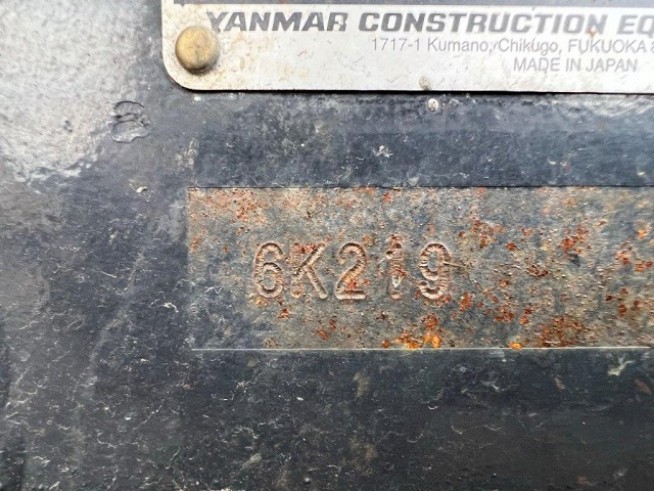 YANMAR CONSTRUCTION EQ
1717-1 Kumano, Chikugo, FUKUOKA
MADE IN JAPAN
6K219